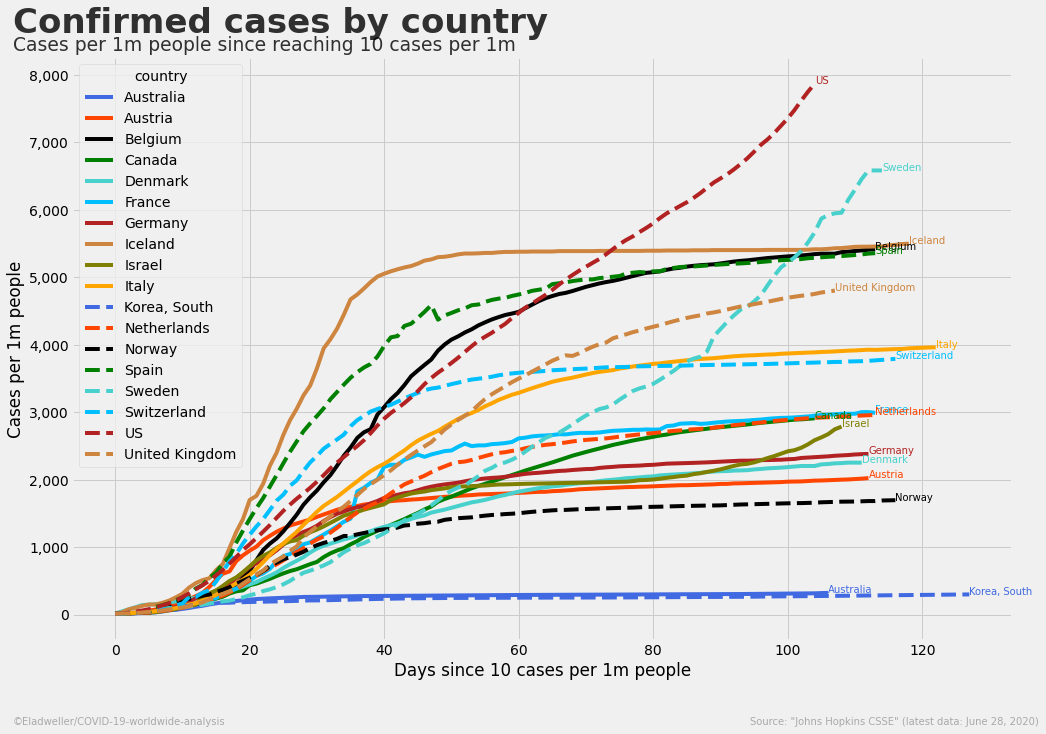 Confirmed cases by country
Cases per 1m people since reaching 10 cases per 1m
country
Australia
Austria
Belgium
Canada
Denmark
France
Germany
Iceland
Israel
Italy
Korea, South
Netherlands
Norway
Spain
Sweden
Switzerland
US
United Kingdom
Cases per 1m people
8,000
7,000
6,000
5,000
4,000
3,000
2,000
1,000
0
US
Sweden
Iceland
Belgium
Spain
United Kingdom
Italy
Switzerland
France
Netherlands
Canada
Israel
Germany
Denmark
Austria
Norway
Australia
Korea, South
0 20 40 60 80 100 120
Days since 10 cases per 1m people
©Eladweller/COVID-19-worldwide-analysis
Source: "Johns Hopkins CSSE" (latest data: June 28, 2020)